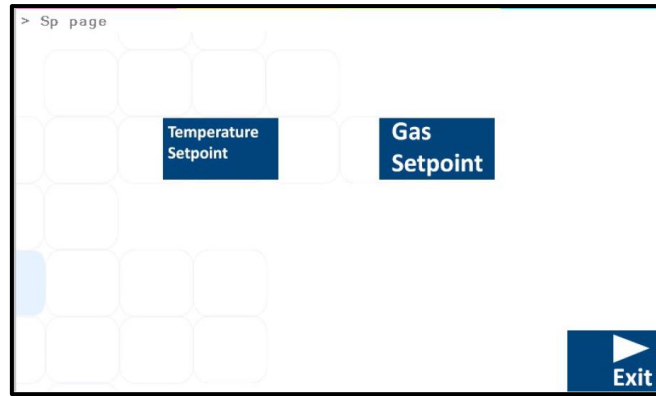 > Sp page
Temperature
Setpoint
Gas
Setpoint
Exit